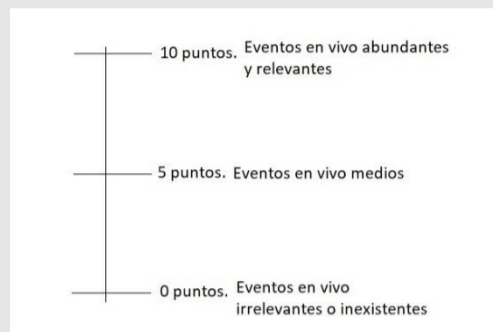 10 puntos. Eventos en vivo abundantes
y relevantes
5 puntos. Eventos en vivo medios
0 puntos. Eventos en vivo
irrelevantes o inexistentes